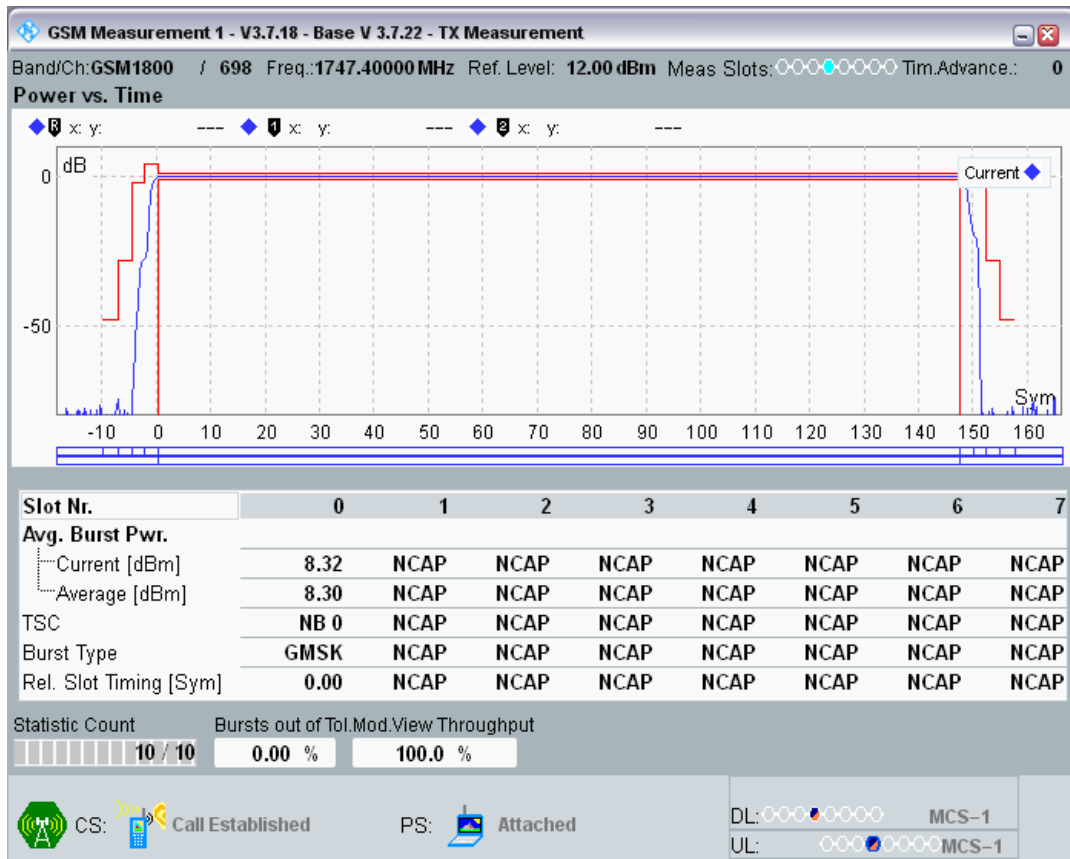 GSM Measurement 1 - V3.7.18 - Base V 3.7.22 - TX Measurement
Band/Ch:GSM1800 / 698 Freq.:1747.40000 MHz Ref. Level: 12.00 dBm Meas Slots: Tim.Advance.: 0
Power vs. Time
R x: y: --- 1 x: y: --- 2 x: y: ---
dB
Current
0
-50
Sym
-10 0 10 20 30 40 50 60 70 80 90 100 110 120 130 140 150 160
Slot Nr. 0 1 2 3 4 5 6 7
Avg. Burst Pwr.
Current [dBm] 8.32 NCAP NCAP NCAP NCAP NCAP NCAP NCAP
Average [dBm] 8.30 NCAP NCAP NCAP NCAP NCAP NCAP NCAP
TSC NB 0 NCAP NCAP NCAP NCAP NCAP NCAP NCAP
Burst Type GMSK NCAP NCAP NCAP NCAP NCAP NCAP NCAP
Rel. Slot Timing [Sym] 0.00 NCAP NCAP NCAP NCAP NCAP NCAP NCAP
Statistic Count Bursts out of Tol.Mod.View Throughput
10 / 10 0.00 % 100.0 %
CS: Call Established PS: Attached
DL: MCS-1
UL: MCS-1